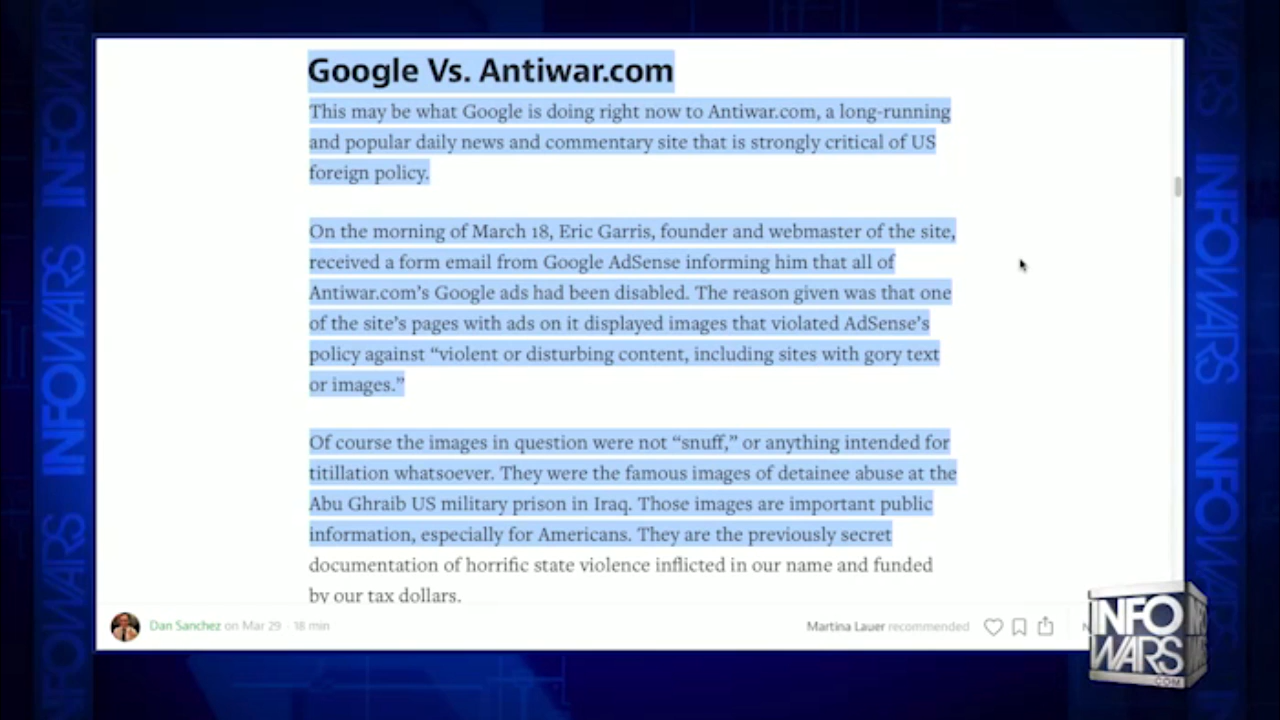 Google Vs. Antiwar.com
This may be what Google is doing right now to Antiwar.com, a long-running
and popular daily news and commentary site that is strongly critical of US
foreign policy.
On the morning of March 18, Eric Garris, founder and webmaster of the site,
received a form email from Google AdSense informing him that all of
Antiwar.com’s Google ads had been disabled. The reason given was that one
of the site’s pages with ads on it displayed images that violated AdSense’s
policy against “violent or disturbing content, including sites with gory text
or images.”
Of course the images in question were not “snuff,” or anything intended for
titillation whatsoever. They were the famous images of detainee abuse at the
Abu Ghraib US military prison in Iraq. Those images are important public
information, especially for Americans. They are the previously secret
documentation of horrific state violence inflicted in our name and funded
by our tax dollars.
Dan Sanchez on Mar 29 · 18 min
Martina Lauer recommended
INFO
WARS
.COM
INFOWARS
INFOWARS
INFOWARS
INFOWARS